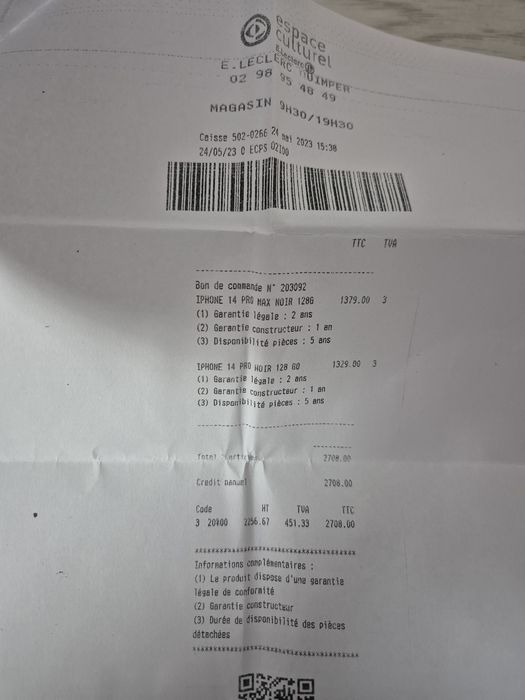 espace
culturel
E.Leclerc
E.LECLERC QUIMPER
02 98 95 48 49
MAGASIN 9H30/19H30
Caisse 502-0266 24 mai 2023 15:38
24/05/23 0 ECPS 02100
TTC TVA
Bon de commande N° 203092
IPHONE 14 PRO MAX NOIR 128G 1379.00 3
(1) Garantie légale : 2 ans
(2) Garantie constructeur : 1 an
(3) Disponibilité pièces : 5 ans
IPHONE 14 PRO NOIR 128 GO 1329.00 3
(1) Garantie légale : 2 ans
(2) Garantie constructeur : 1 an
(3) Disponibilité pièces : 5 ans
Total 2708.00
Credit manuel 2708.00
Code HT TVA TTC
3 20%00 2256.67 451.33 2708.00
Informations complémentaires :
(1) Le produit dispose d'une garantie
légale de conformité
(2) Garantie constructeur
(3) Durée de disponibilité des pièces
détachées